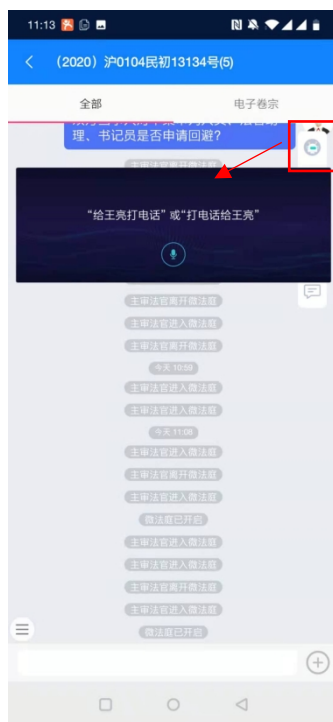 11:13
（2020）沪0104民初13134号(5)
全部
电子卷宗
理、书记员是否申请回避？
“给王亮打电话”或“打电话给王亮”
主审法官离开微法庭
主审法官进入微法庭
主审法官离开微法庭
今天 10:59
主审法官进入微法庭
主审法官进入微法庭
今天 11:08
主审法官进入微法庭
主审法官离开微法庭
主审法官进入微法庭
微法庭已开启
主审法官进入微法庭
主审法官进入微法庭
主审法官离开微法庭
主审法官进入微法庭
微法庭已开启